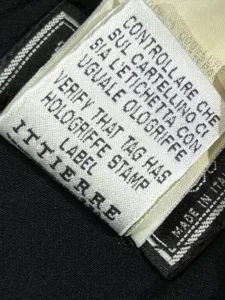 CONTROLLARE CHE
SUL CARTELLINO CI
SIA L'ETICHETTA CON
UGUALE OLOGRIFFE
VERIFY THAT TAG HAS
HOLOGRIFFE STAMP
LABEL
ITTIERRE
MADE IN ITA